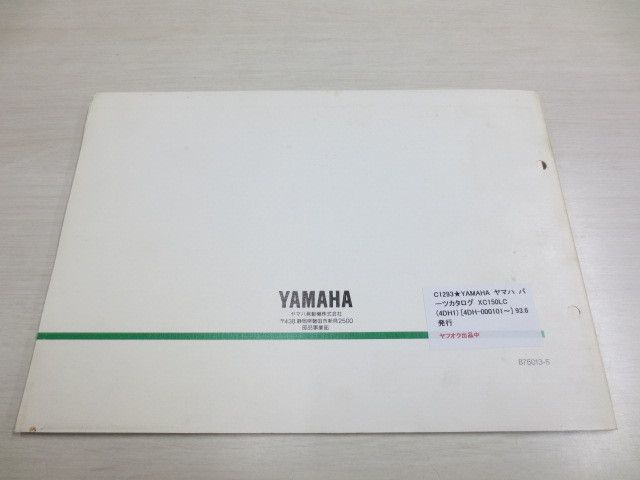 YAMAHA
ヤマハ発動機株式会社
〒438 静岡県磐田市新貝2500
部品事業部
C1293★YAMAHA ヤマハ パ
ーツカタログ XC150LC
(4DH1) [4DH-000101～] 93.6
発行
ヤフオク出品中
875013-5